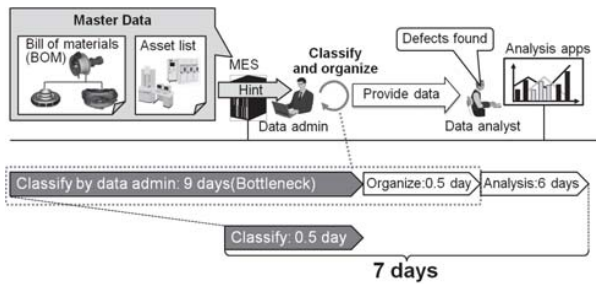 Master Data
Bill of materials
(BOM)
Asset list
MES
Hint
Classify
and organize
Data admin
Provide data
Defects found
Data analyst
Analysis apps
Classify by data admin: 9 days(Bottleneck)
Organize:0.5 day
Analysis:6 days
Classify: 0.5 day
7 days